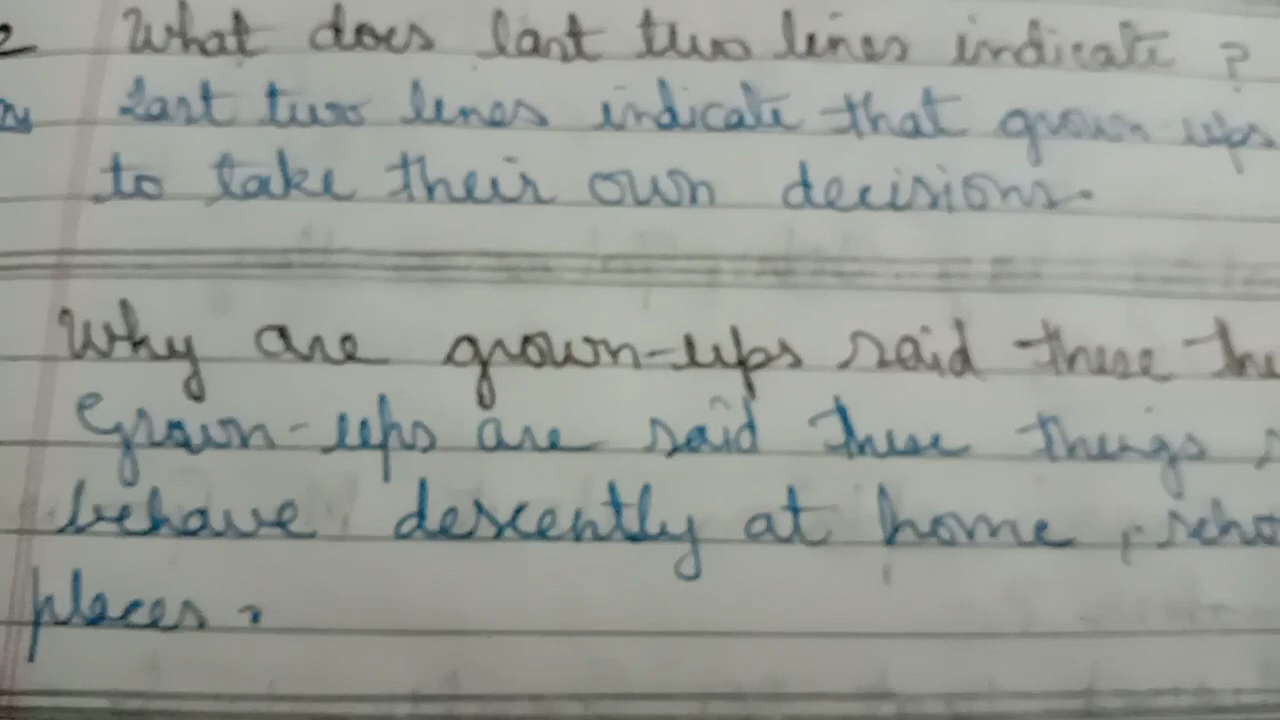 What does last two lines indicate ?
Last two lines indicate that grown ups
to take their own decisions.
Why are grown-ups said these
Grown-ups are said these things
behave descently at home,
places.